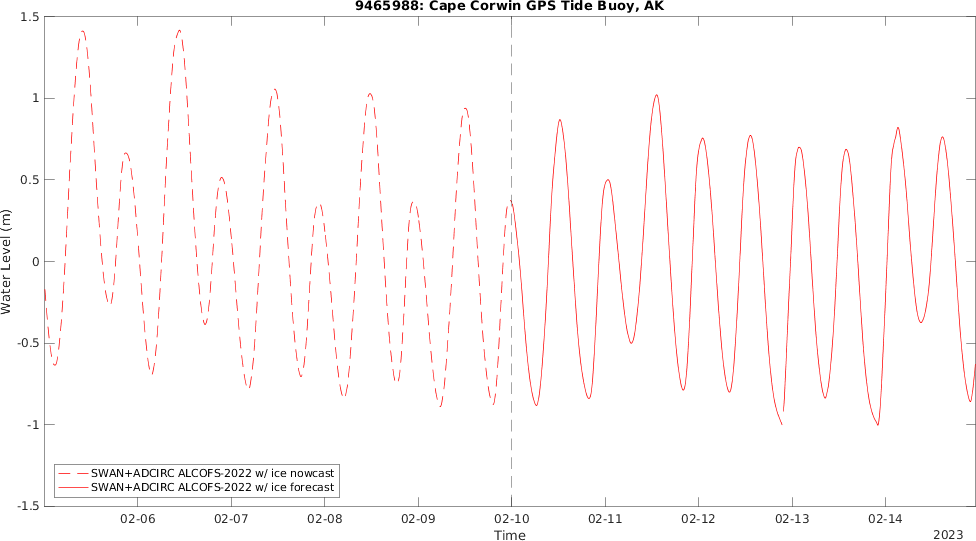 9465988: Cape Corwin GPS Tide Buoy, AK
1.5
1
0.5
0
-0.5
-1
-1.5
Water Level (m)
SWAN+ADCIRC ALCOFS-2022 w/ ice nowcast
SWAN+ADCIRC ALCOFS-2022 w/ ice forecast
02-06 02-07 02-08 02-09 02-10 02-11 02-12 02-13 02-14
Time
2023